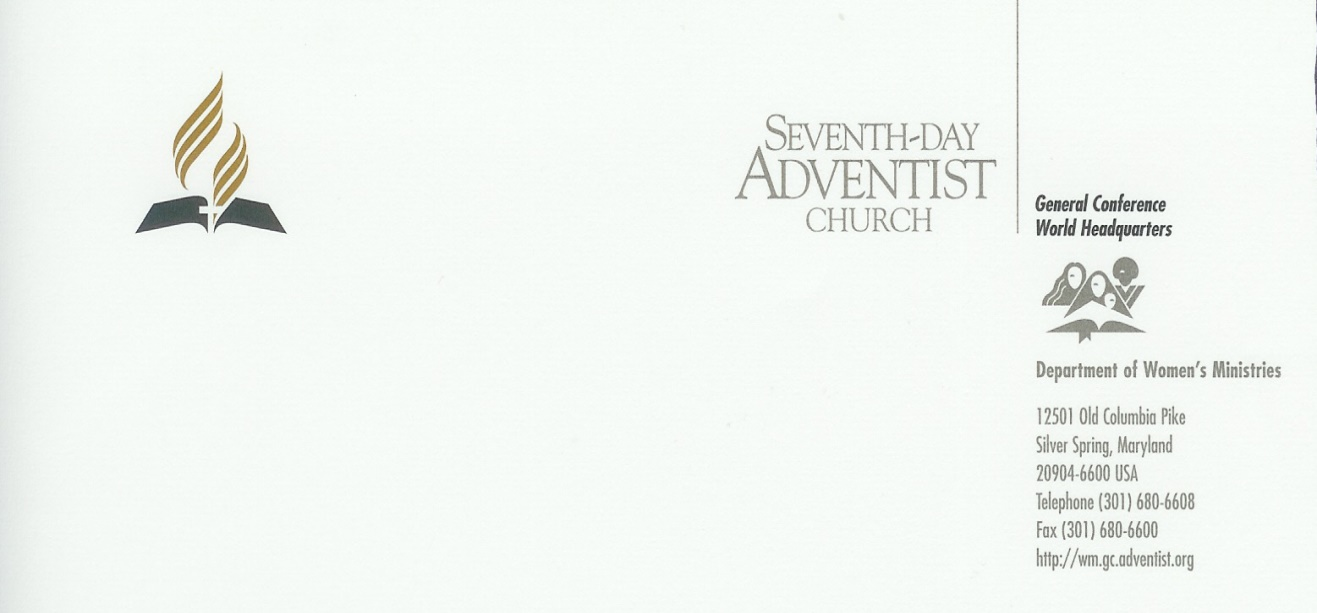 SEVENTH-DAY
ADVENTIST
CHURCH
General Conference
World Headquarters
Department of Women's Ministries
12501 Old Columbia Pike
Silver Spring, Maryland
20904-6600 USA
Telephone (301) 680-6608
Fax (301) 680-6600
http://wm.gc.adventist.org